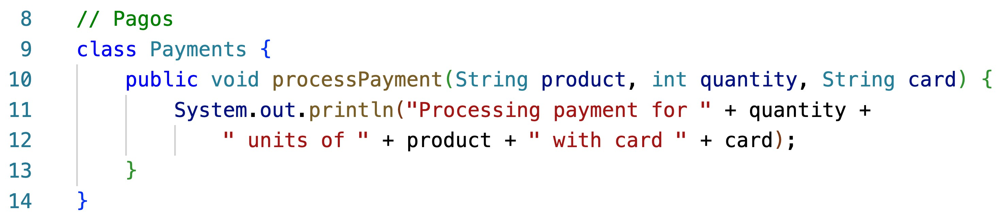 8 // Pagos
9 class Payments {
10 public void processPayment(String product, int quantity, String card) {
11 System.out.println("Processing payment for " + quantity +
12 " units of " + product + " with card " + card);
13 }
14 }